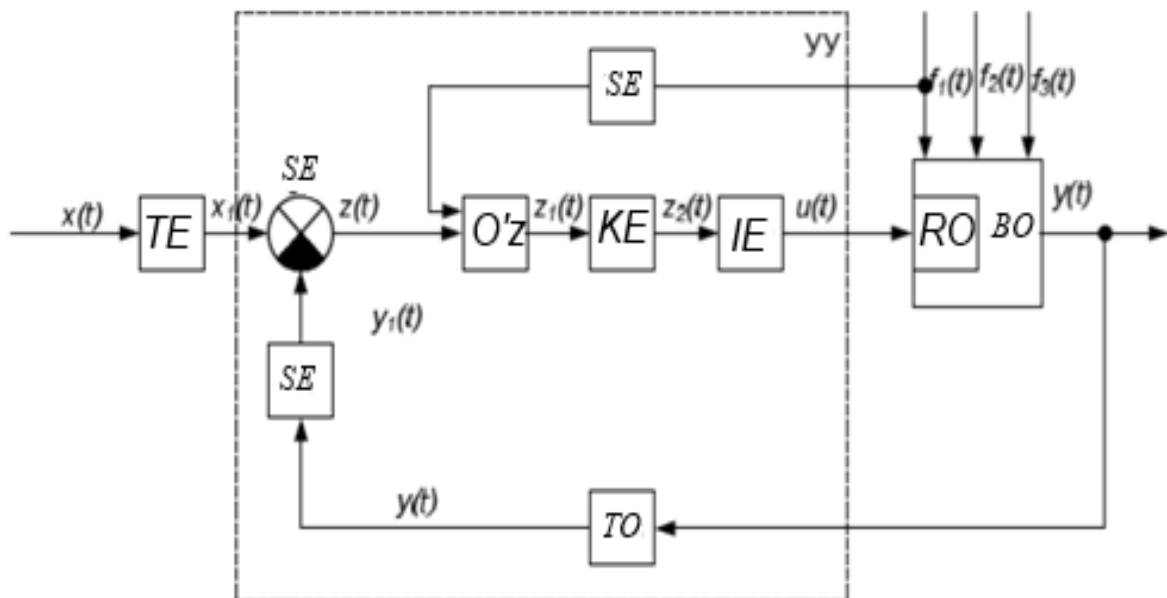 yy
SE
f₁(t) f₂(t) f₃(t)
SE
x(t) TE x₁(t) z(t) O'z z₁(t) KE z₂(t) IE u(t) RO BO y(t)
y₁(t)
SE
y(t) TO